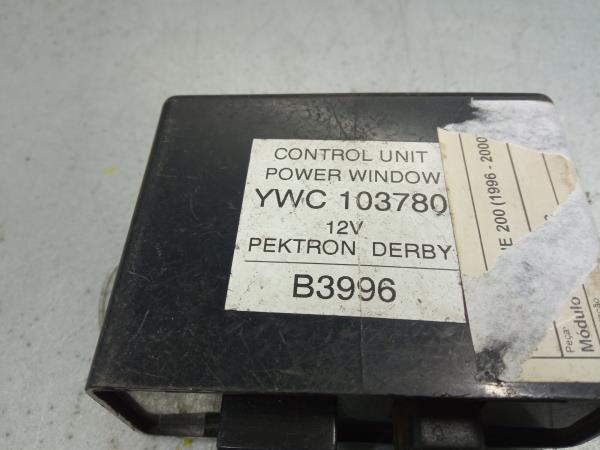 CONTROL UNIT
POWER WINDOW
YWC 103780
12V
PEKTRON DERBY
B3996
200 (1996 - 2000
Peça:
Módulo